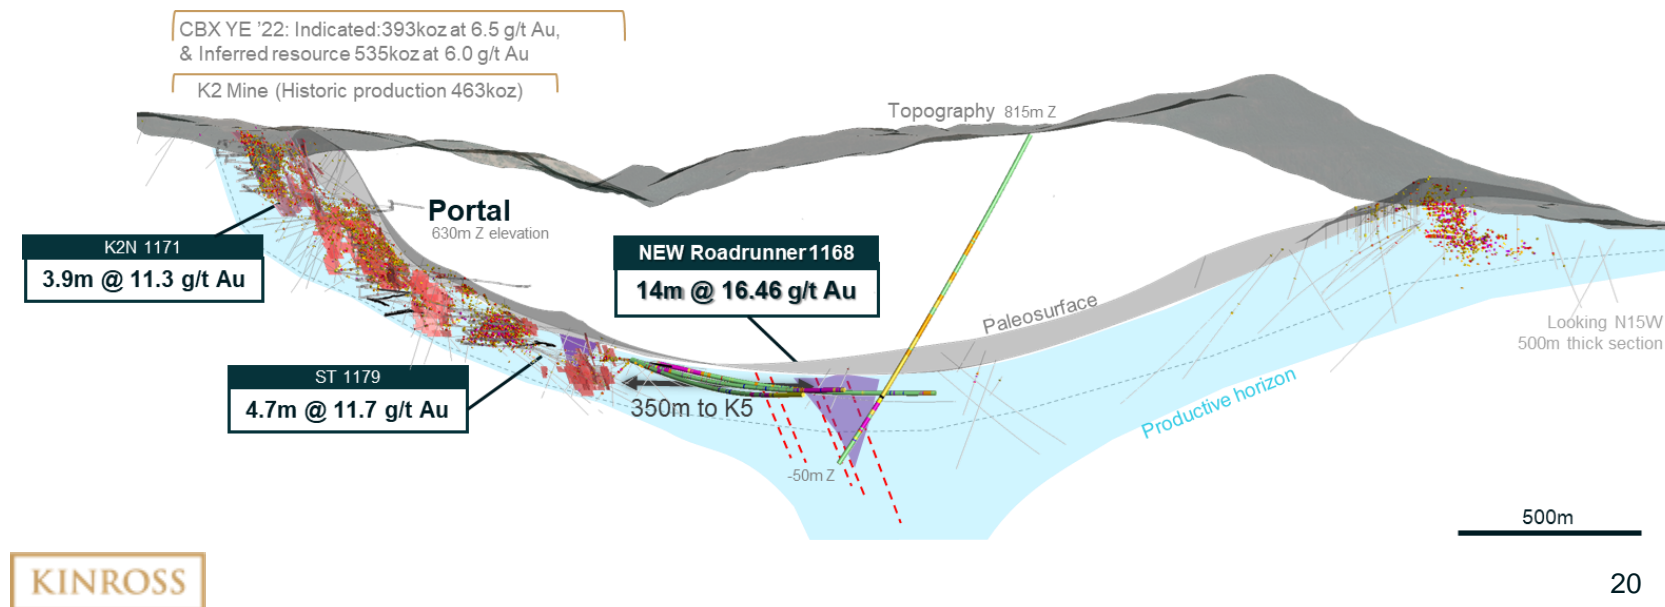 CBX YE ’22: Indicated:393koz at 6.5 g/t Au,
& Inferred resource 535koz at 6.0 g/t Au
K2 Mine (Historic production 463koz)
Topography 815m Z
Portal
630m Z elevation
K2N 1171
3.9m @ 11.3 g/t Au
NEW Roadrunner1168
14m @ 16.46 g/t Au
Paleosurface
Looking N15W
500m thick section
ST 1179
4.7m @ 11.7 g/t Au
350m to K5
Productive horizon
-50m Z
500m
KINROSS
20